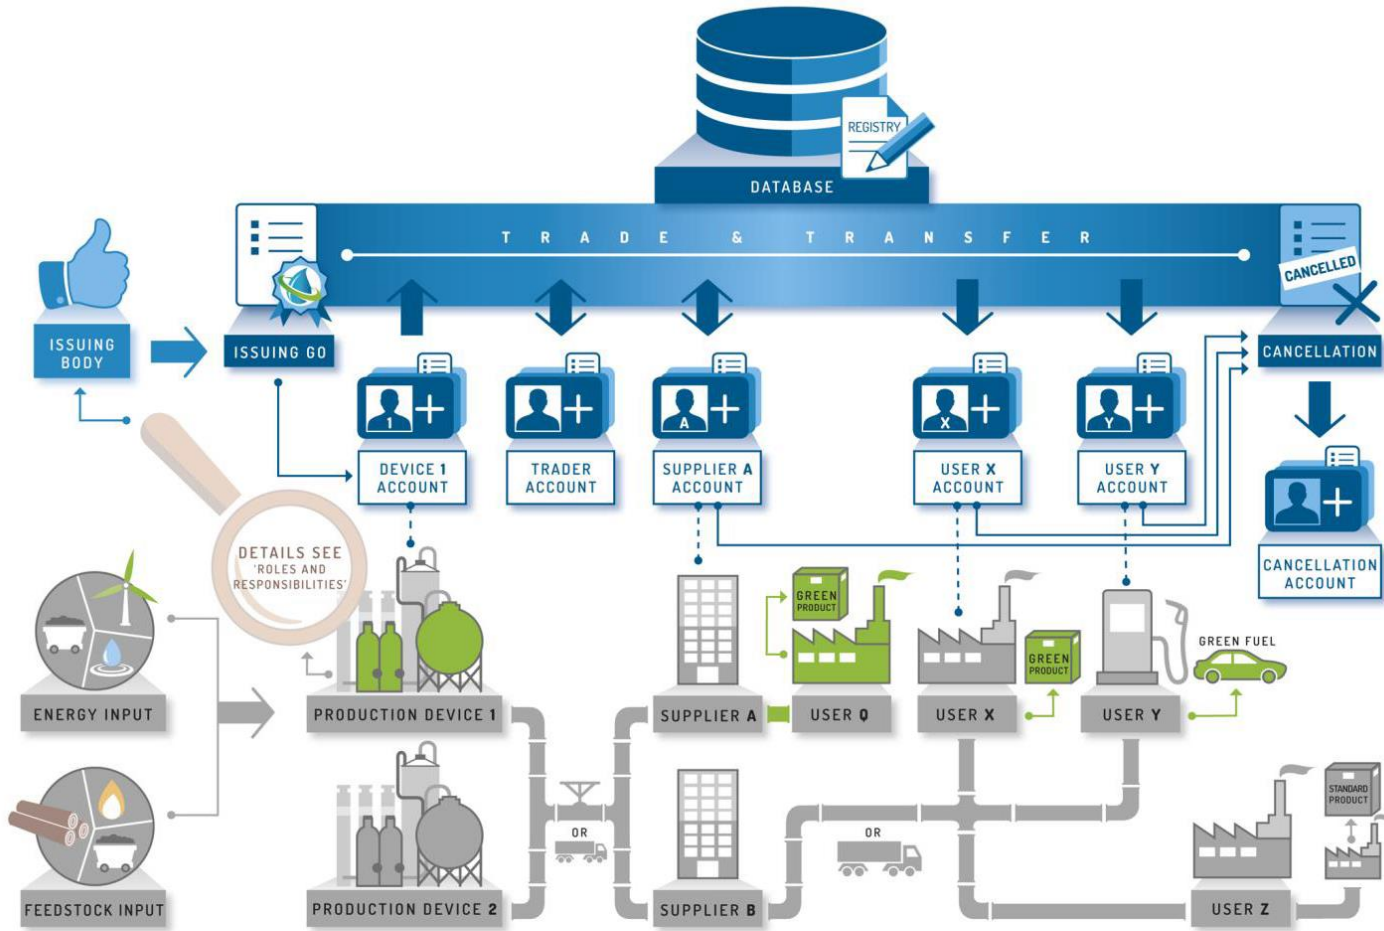 REGISTRY
DATABASE
TRADE & TRANSFER
CANCELLED
ISSUING
BODY
ISSUING GO
CANCELLATION
1
A
X
Y
DEVICE 1
ACCOUNT
TRADER
ACCOUNT
SUPPLIER A
ACCOUNT
USER X
ACCOUNT
USER Y
ACCOUNT
CANCELLATION
ACCOUNT
DETAILS SEE
'ROLES AND
RESPONSIBILITIES'
GREEN
PRODUCT
GREEN
PRODUCT
GREEN FUEL
ENERGY INPUT
PRODUCTION DEVICE 1
SUPPLIER A
USER Q
USER X
USER Y
STANDARD
PRODUCT
OR
OR
FEEDSTOCK INPUT
PRODUCTION DEVICE 2
SUPPLIER B
USER Z